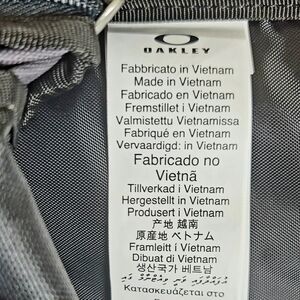 OAKLEY
Fabbricato in Vietnam
Made in Vietnam
Fabricado en Vietnam
Fremstillet i Vietnam
Valmistettu Vietnamissa
Fabriqué en Vietnam
Vervaardigd: in Vietnam
Fabricado no
Vietnã
Tillverkad i Vietnam
Hergestellt in Vietnam
Produsert i Vietnam
产地 越南
原産地 ベトナム
Framleitt i Vietnam
Dibuat di Vietnam
생산국가 베트남
Κατασκευάζεται στο